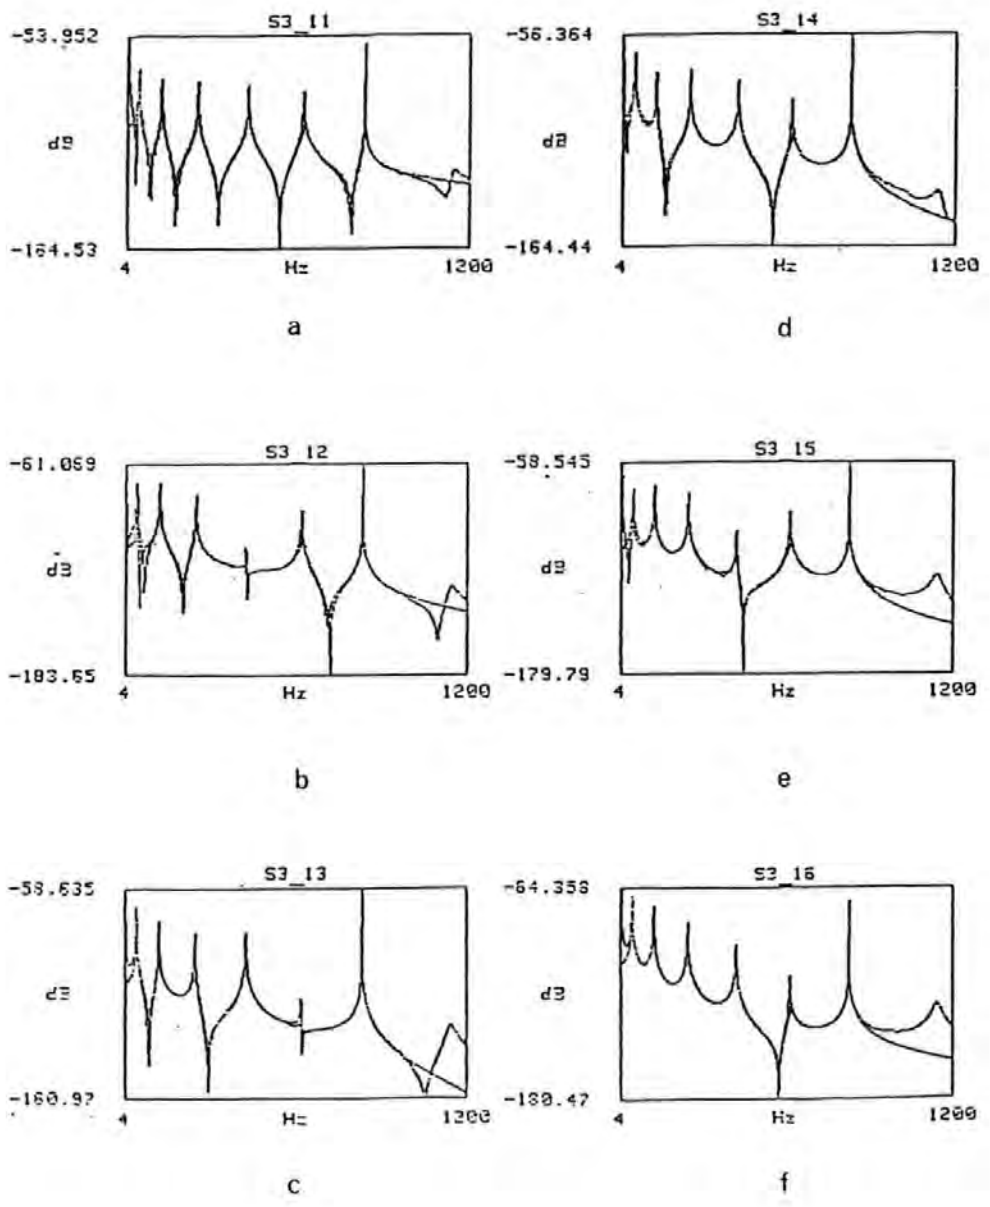 S3_11
-53.952
dB
-164.53
4 Hz 1200
a
S3_14
-56.364
dB
-164.44
4 Hz 1200
d
S3_12
-61.069
dB
-183.65
4 Hz 1200
b
S3_15
-58.545
dB
-179.79
4 Hz 1200
e
S3_13
-58.635
dB
-180.97
4 Hz 1200
c
S3_16
-64.358
dB
-180.47
4 Hz 1200
f